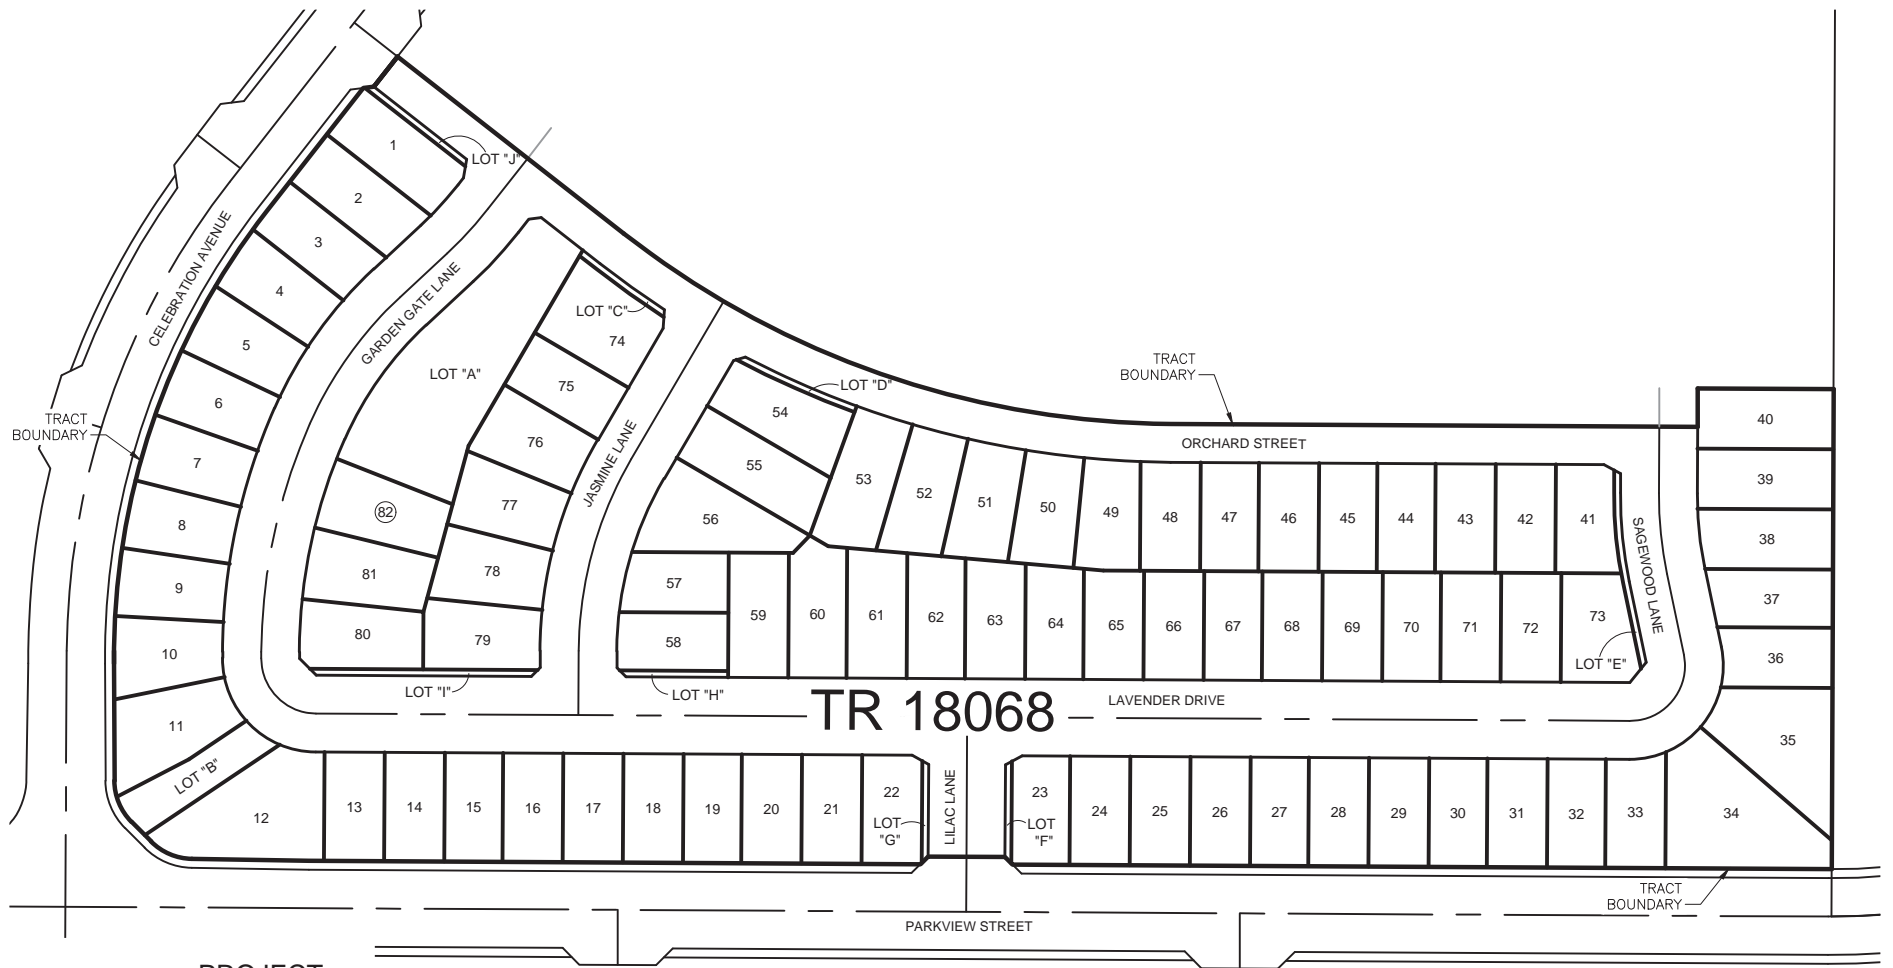 1
LOT "J"
2
3
CELEBRATION AVENUE
4
GARDEN GATE LANE
5
LOT "C"
74
LOT "A"
75
6
TRACT
BOUNDARY
TRACT
BOUNDARY
LOT "D"
54
76
JASMINE LANE
55
ORCHARD STREET
40
7
53
52
51
50
49
48
47
46
45
44
43
42
41
39
82
77
56
8
SAGEWOOD LANE
38
81
78
57
9
59
60
61
62
63
64
65
66
67
68
69
70
71
72
73
37
80
79
58
10
LOT "E"
36
LOT "I"
LOT "H"
TR 18068
LAVENDER DRIVE
11
35
LOT "B"
12
13
14
15
16
17
18
19
20
21
22
LOT
"G"
LILAC LANE
23
LOT
"F"
24
25
26
27
28
29
30
31
32
33
34
TRACT
BOUNDARY
PARKVIEW STREET
PROJECT